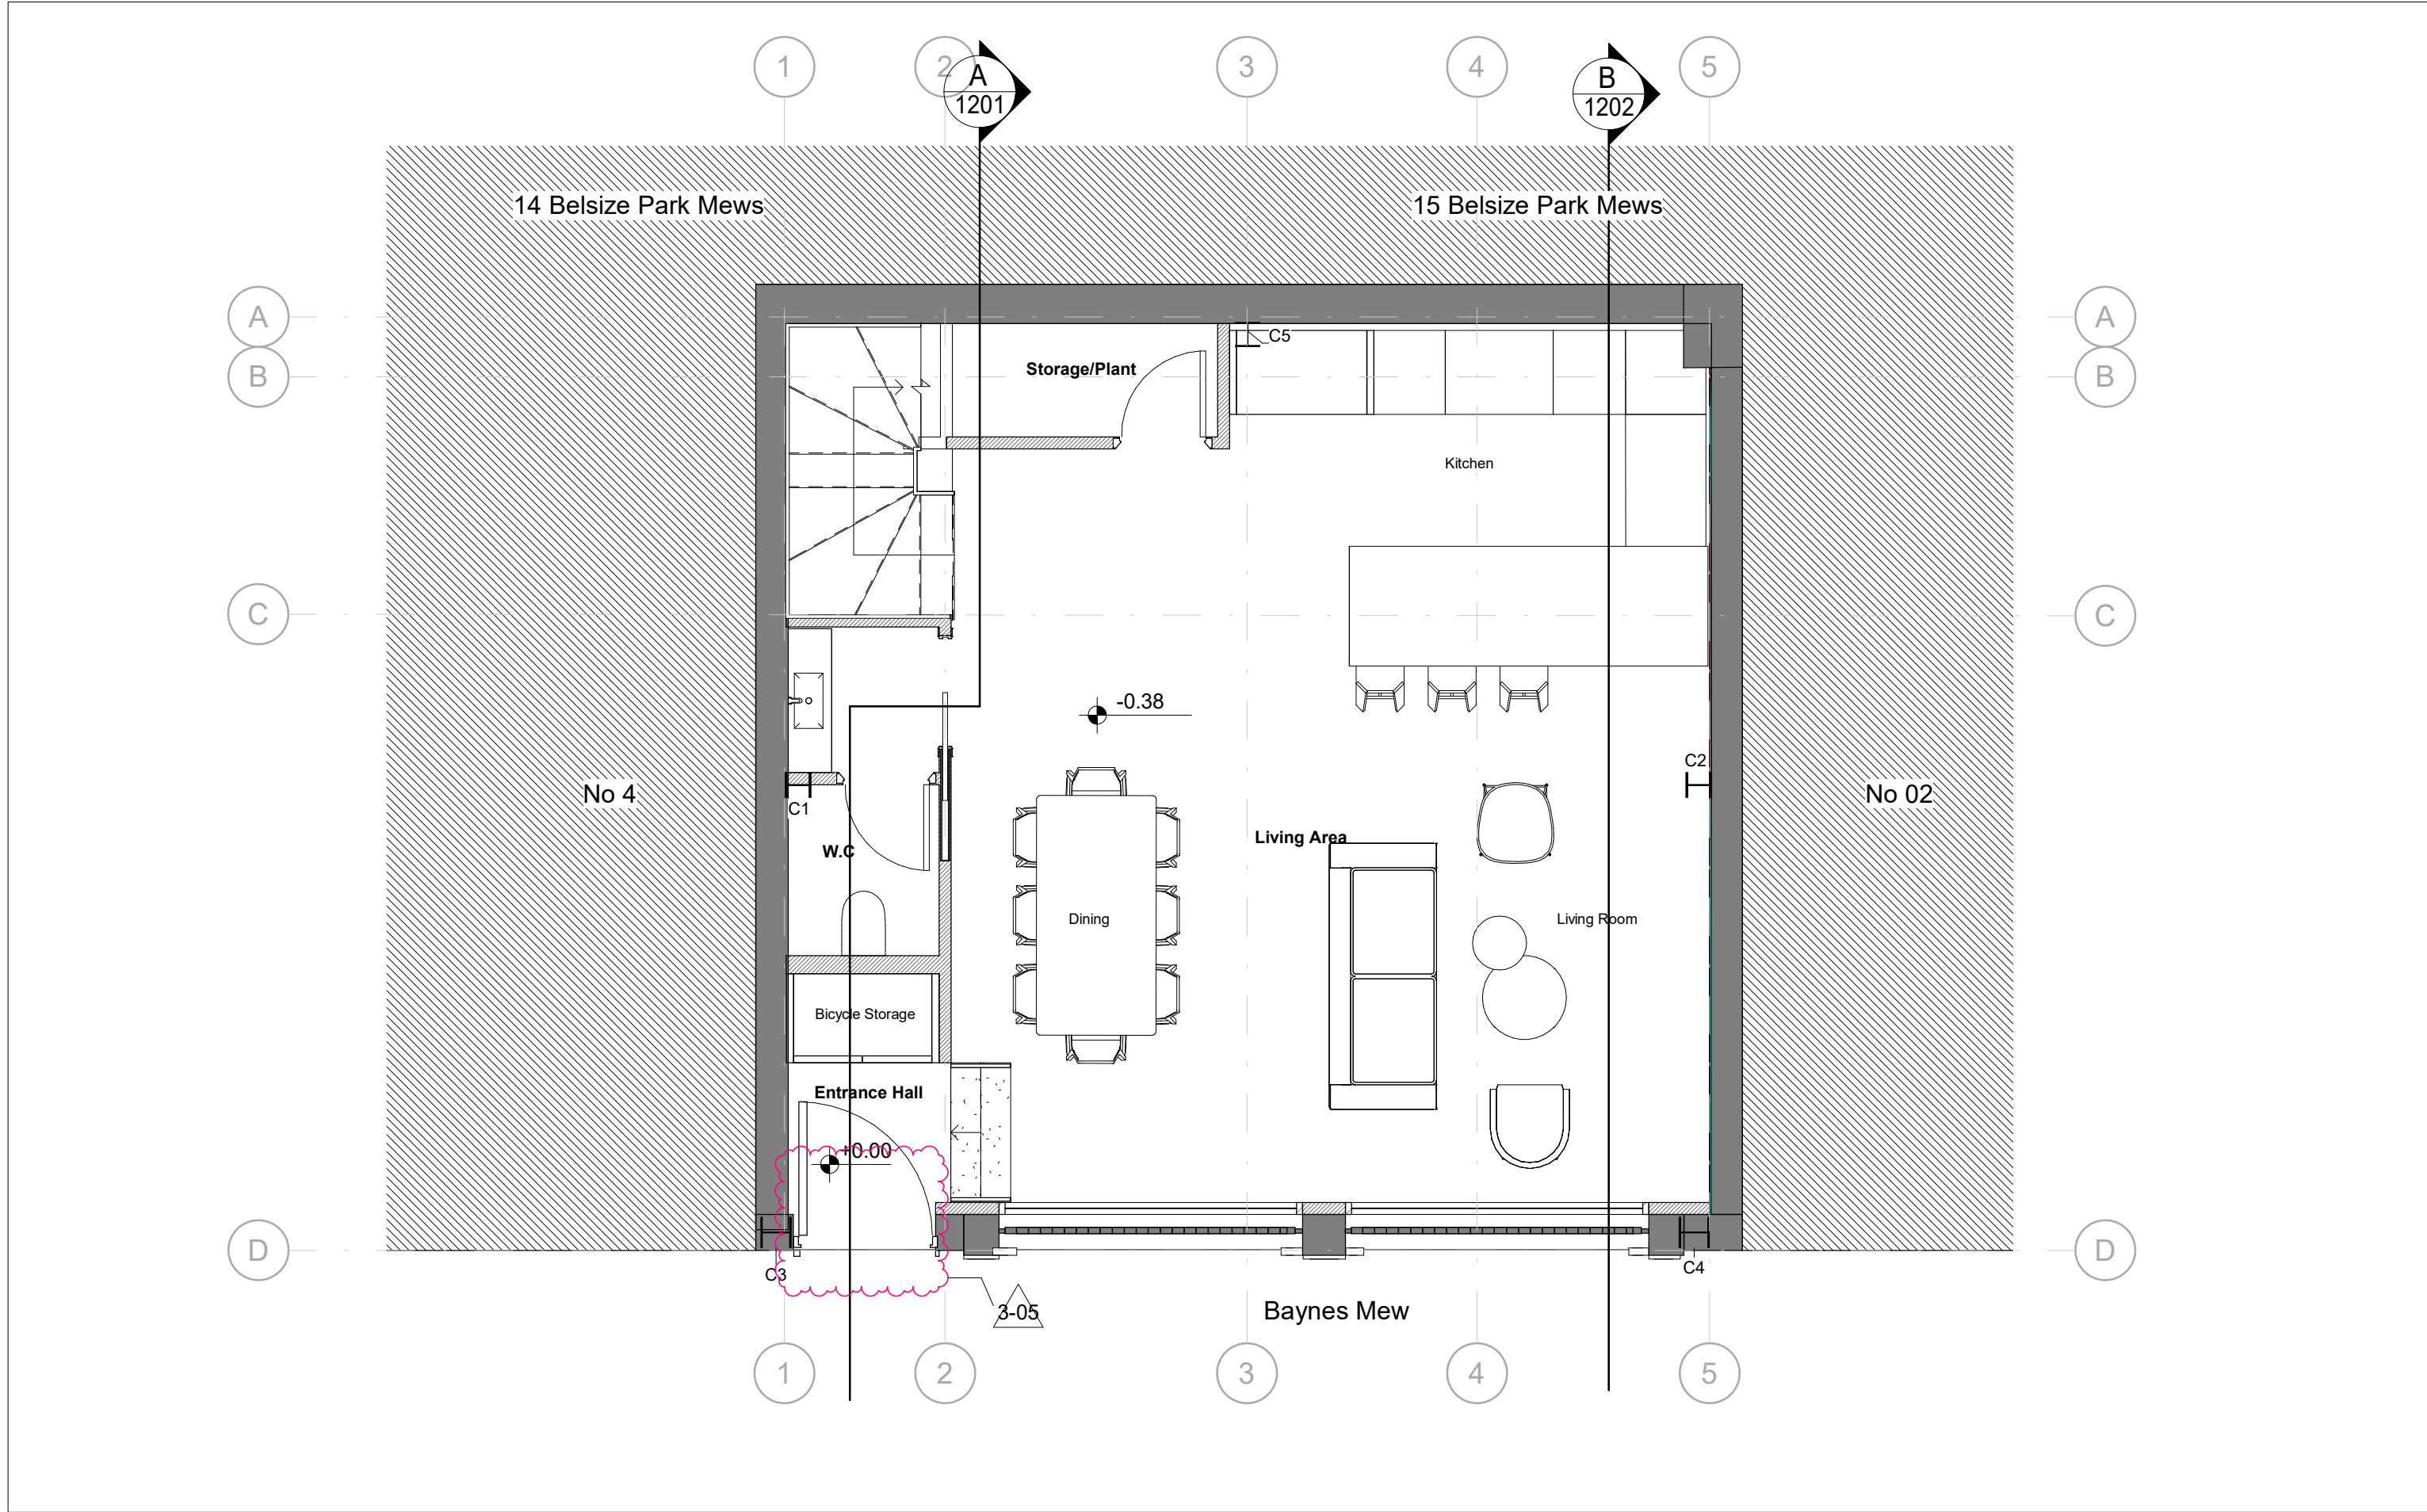 1
2
3
4
5
A
1201
B
1202
14 Belsize Park Mews
15 Belsize Park Mews
A
A
C5
Storage/Plant
B
B
Kitchen
C
C
-0.38
C2
No 4
No 02
C1
Living Area
W.C
Dining
Living Room
Bicycle Storage
Entrance Hall
+0.00
D
D
C3
C4
3-05
Baynes Mew
1
2
3
4
5